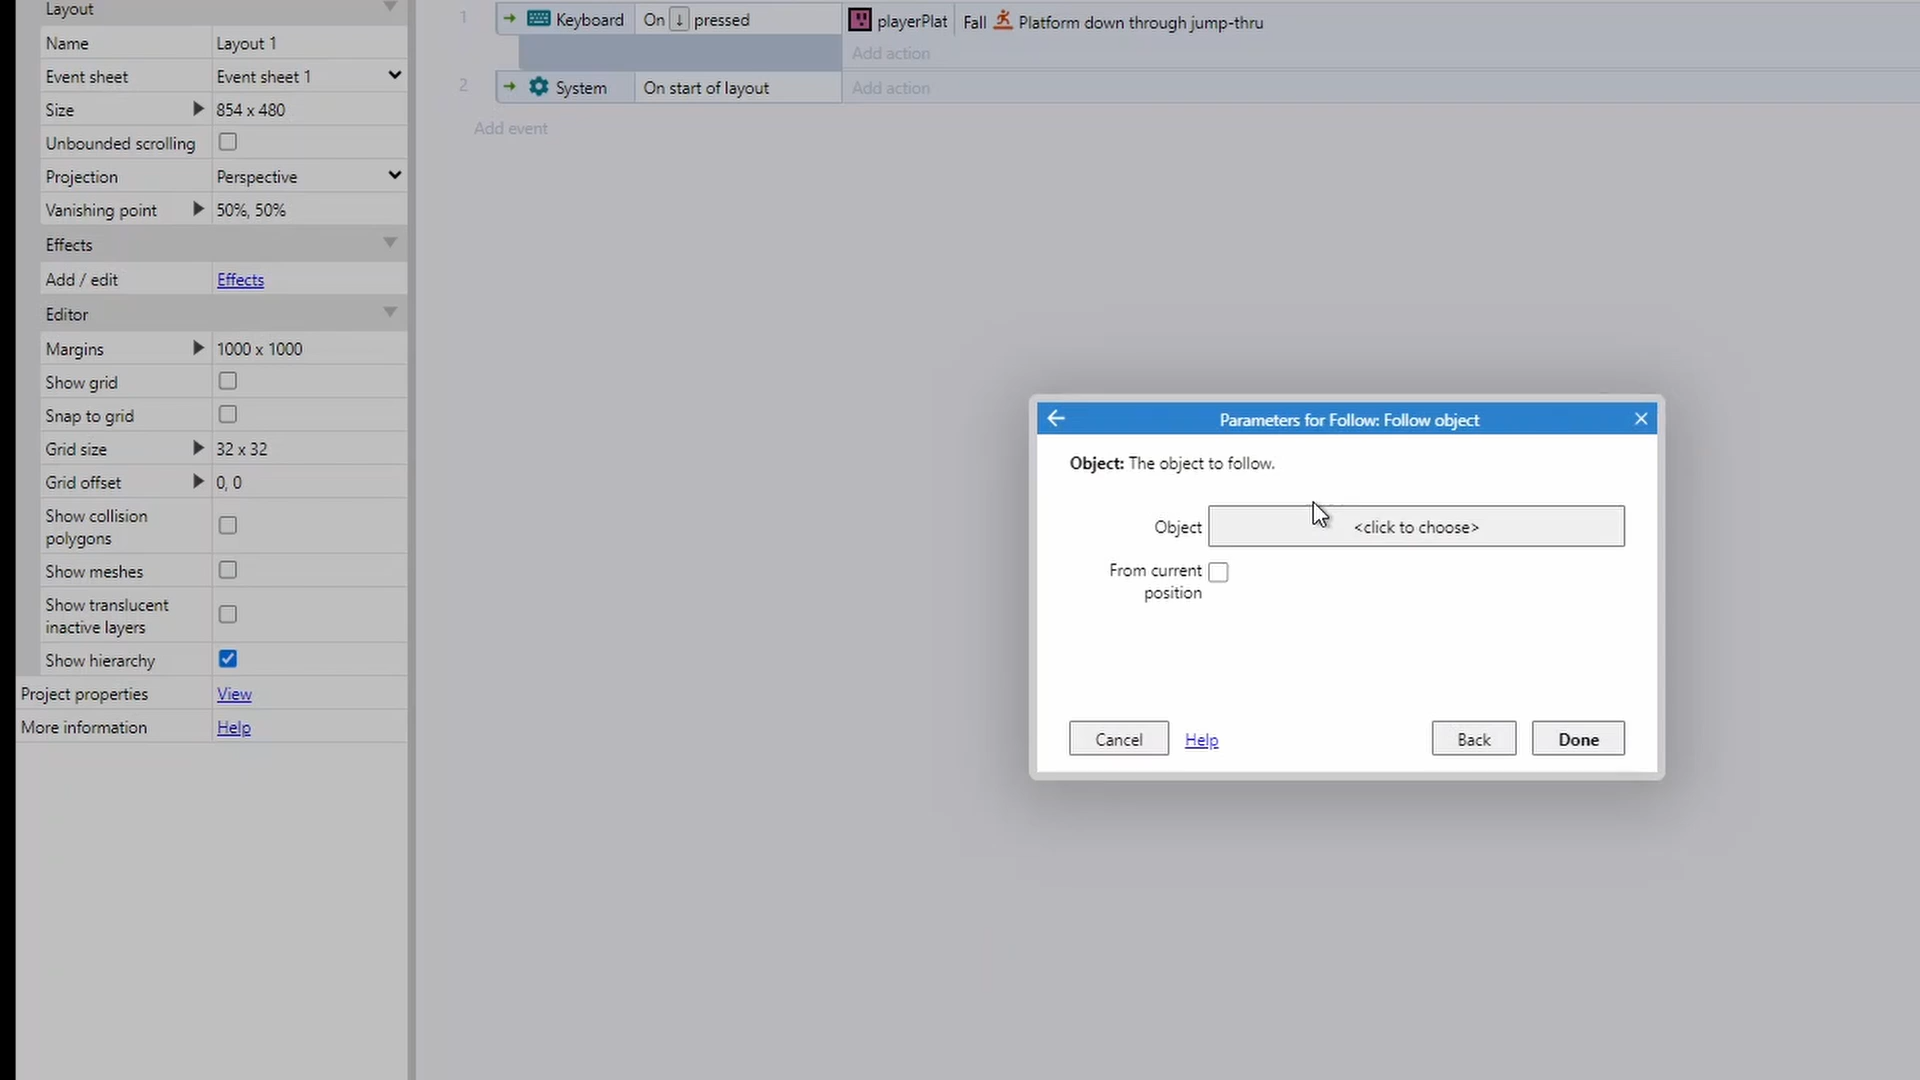 Layout
Name Layout 1
Event sheet Event sheet 1
Size 854 x 480
Unbounded scrolling
Projection Perspective
Vanishing point 50%, 50%
Effects
Add / edit Effects
Editor
Margins 1000 x 1000
Show grid
Snap to grid
Grid size 32 x 32
Grid offset 0, 0
Show collision
polygons
Show meshes
Show translucent
inactive layers
Show hierarchy
Project properties View
More information Help
1 Keyboard On ↓ pressed playerPlat Fall Platform down through jump-thru
Add action
2 System On start of layout Add action
Add event
Parameters for Follow: Follow object
Object: The object to follow.
Object <click to choose>
From current
position
Cancel Help Back Done